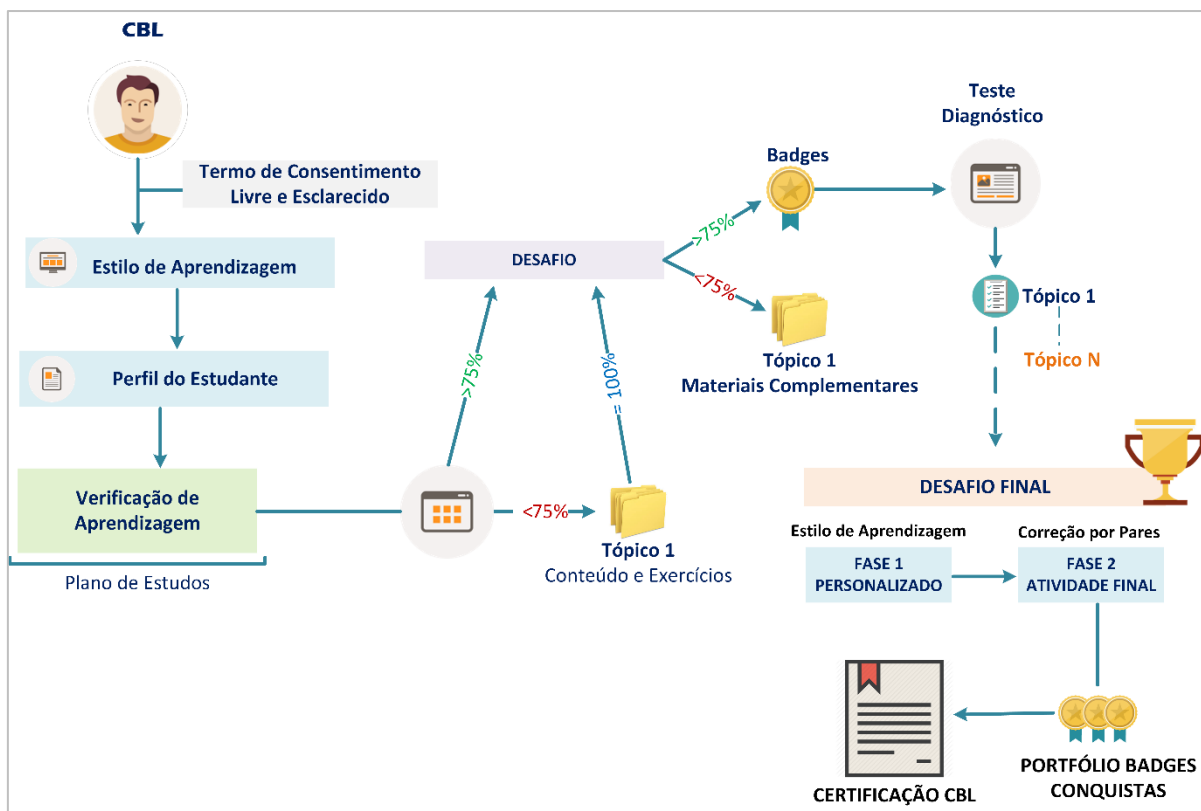 CBL
Termo de Consentimento
Livre e Esclarecido
Estilo de Aprendizagem
Perfil do Estudante
Verificação de
Aprendizagem
Plano de Estudos
>75%
<75%
Tópico 1
Conteúdo e Exercícios
= 100%
DESAFIO
>75%
<75%
Badges
Tópico 1
Materiais Complementares
Teste
Diagnóstico
Tópico 1
Tópico N
DESAFIO FINAL
Estilo de Aprendizagem
FASE 1
PERSONALIZADO
Correção por Pares
FASE 2
ATIVIDADE FINAL
PORTFÓLIO BADGES
CONQUISTAS
CERTIFICAÇÃO CBL